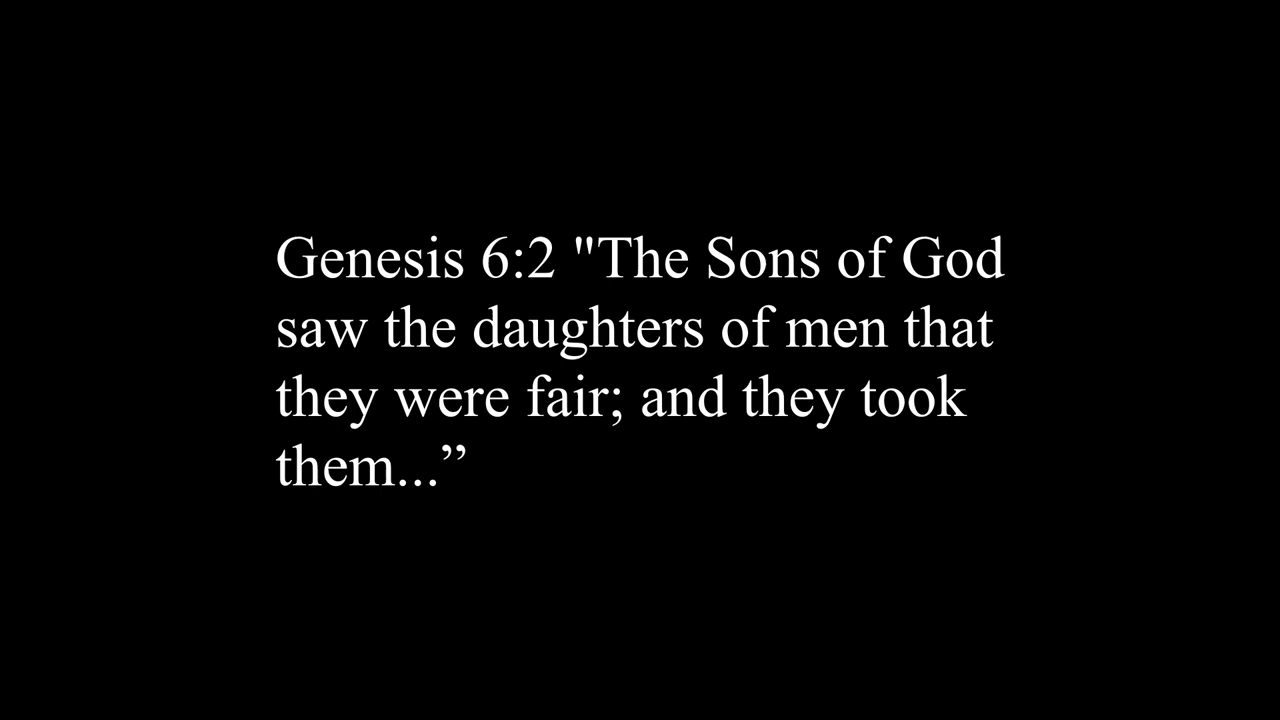 Genesis 6:2 "The Sons of God
saw the daughters of men that
they were fair; and they took
them...”